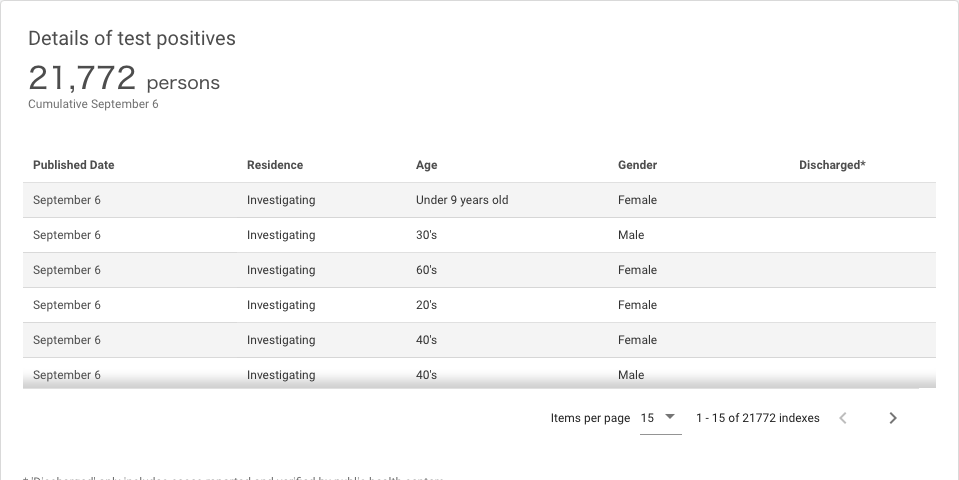 Details of test positives
21,772 persons
Cumulative September 6
Published Date Residence Age Gender Discharged*
September 6 Investigating Under 9 years old Female
September 6 Investigating 30's Male
September 6 Investigating 60's Female
September 6 Investigating 20's Female
September 6 Investigating 40's Female
September 6 Investigating 40's Male
Items per page 15 1 - 15 of 21772 indexes